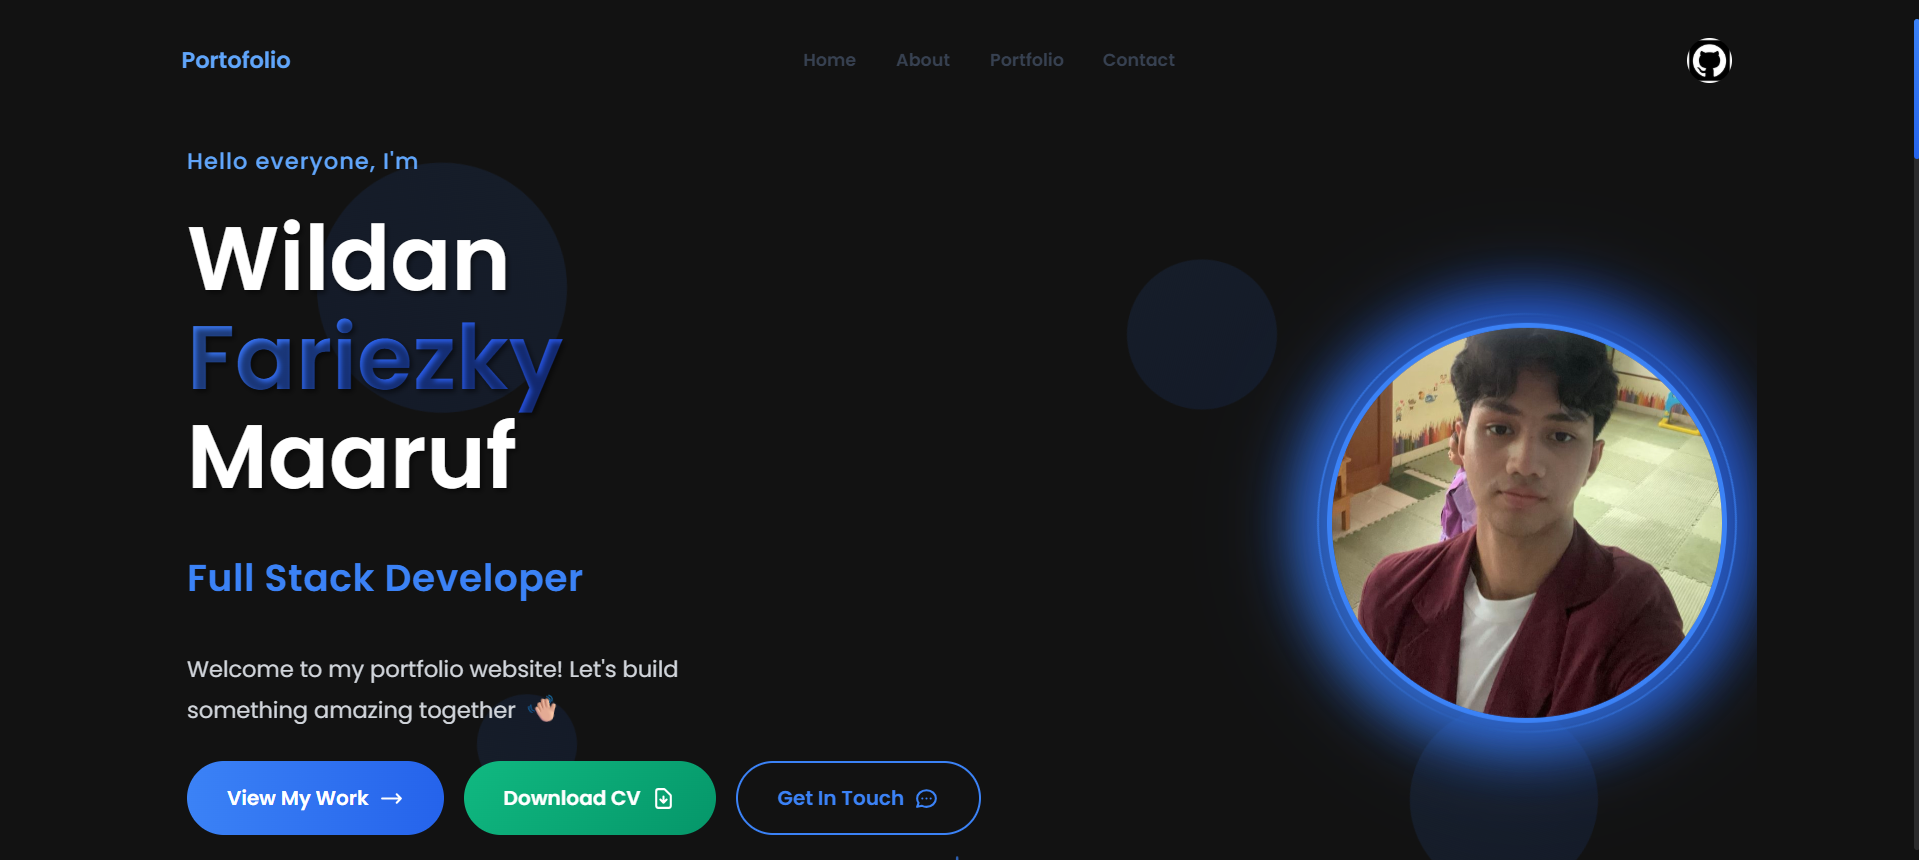 Portofolio
Home About Portfolio Contact
Hello everyone, I'm
Wildan
Fariezky
Maaruf
Full Stack Developer
Welcome to my portfolio website! Let's build
something amazing together 👋🏼
View My Work →
Download CV
Get In Touch